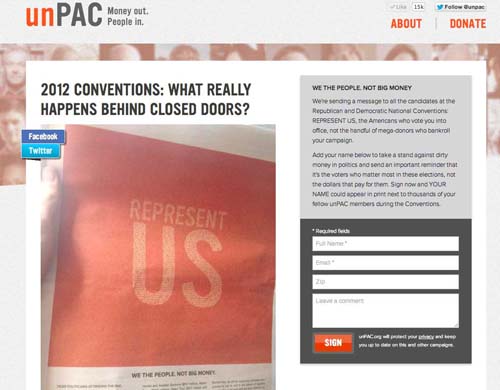 unPAC
Money out.
People in.
Like 15k Follow @unpac
ABOUT DONATE
2012 CONVENTIONS: WHAT REALLY
HAPPENS BEHIND CLOSED DOORS?
Facebook
Twitter
REPRESENT
US
WE THE PEOPLE. NOT BIG MONEY.
WE THE PEOPLE. NOT BIG MONEY
We're sending a message to all the candidates at the
Republican and Democratic National Conventions:
REPRESENT US, the Americans who vote you into
office, not the handful of mega-donors who bankroll
your campaign.
Add your name below to take a stand against dirty
money in politics and send an important reminder that
it's the voters who matter most in these elections, not
the dollars that pay for them. Sign now and YOUR
NAME could appear in print next to thousands of your
fellow unPAC members during the Conventions.
* Required fields
Full Name *
Email *
Zip
Leave a comment
SIGN
unPAC.org will protect your privacy and keep
you up to date on this and other campaigns.